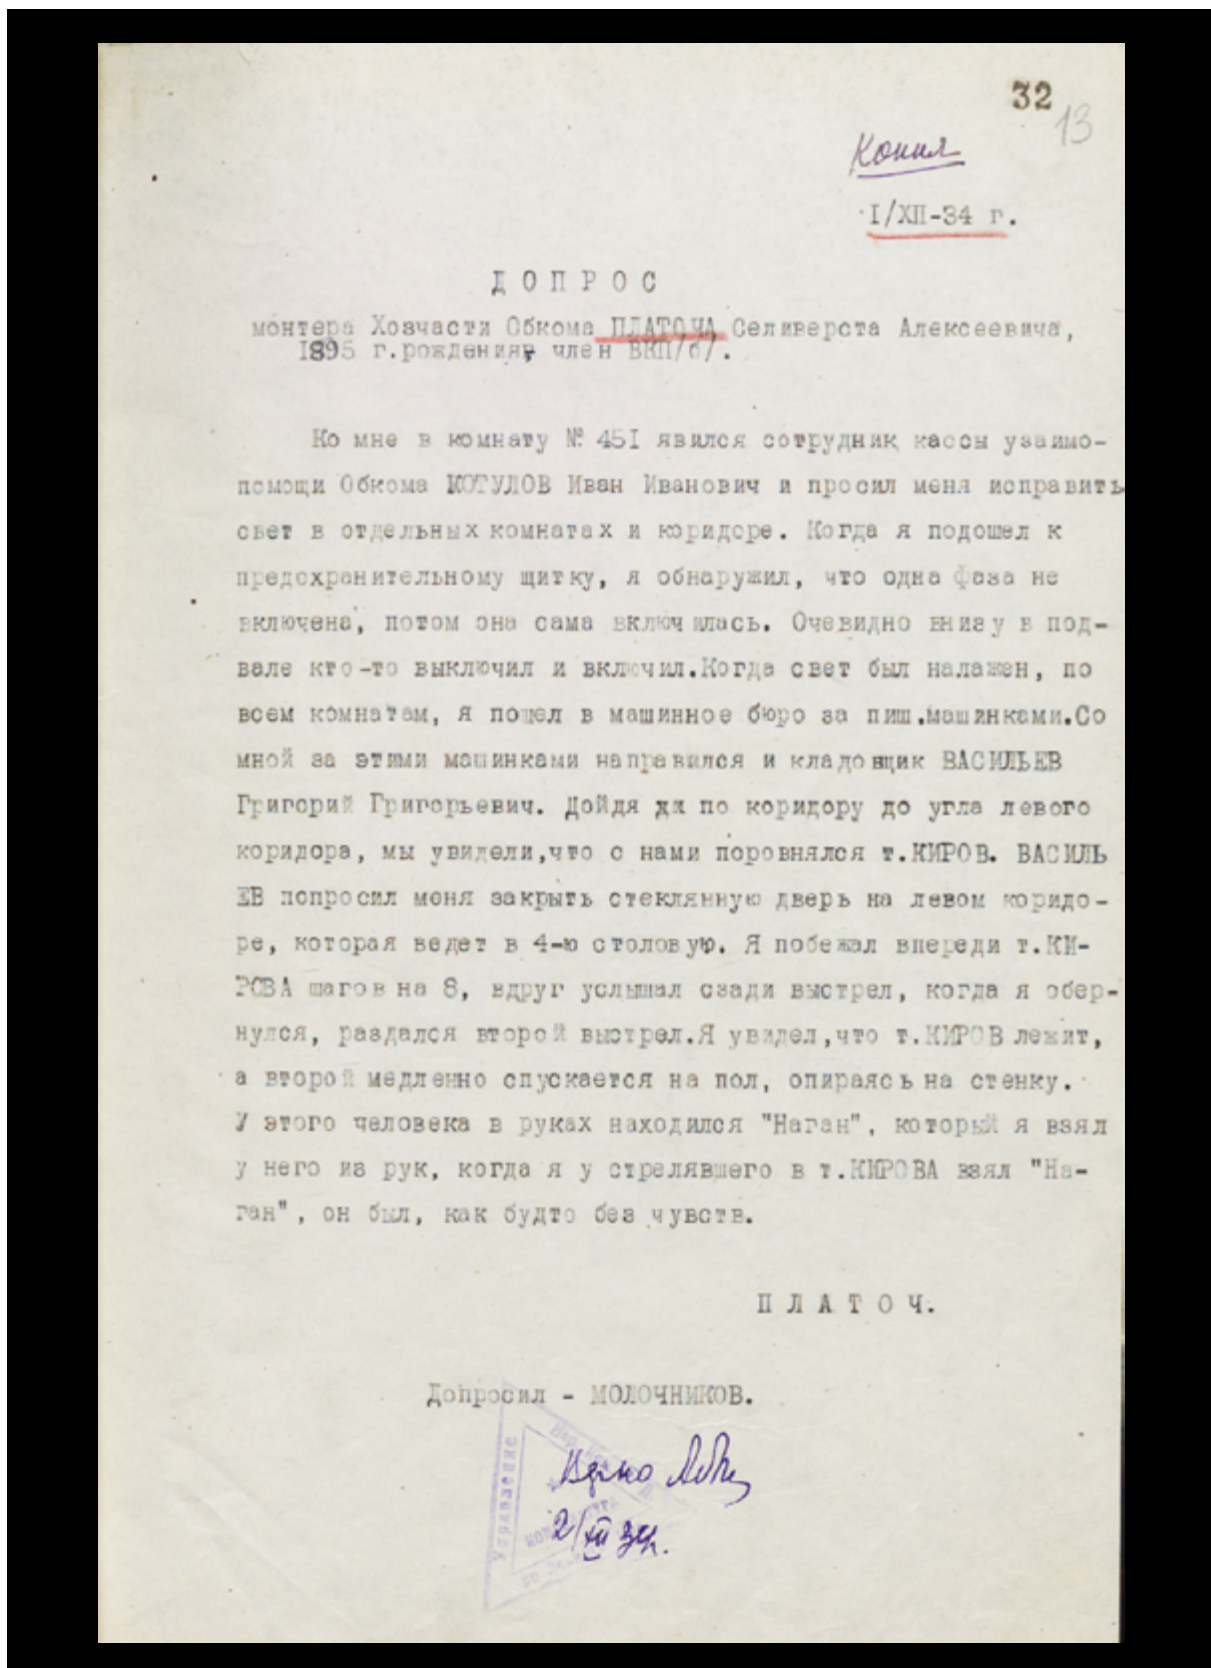 32
13
Копия
I/XII-34 г.
ДОПРОС
монтера Хозчасти Обкома ПЛАТОЧА Селиверста Алексеевича,
1895 г.рождения, член ВКП/б/.
Ко мне в комнату № 45I явился сотрудник кассы узаимо-
помощи Обкома КОТУЛОВ Иван Иванович и просил меня исправить
свет в отдельных комнатах и коридоре. Когда я подошел к
предохранительному щитку, я обнаружил, что одна фаза не
включена, потом она сама включилась. Очевидно внизу в под-
вале кто-то выключил и включил.Когда свет был налажен, по
всем комнатам, я пошел в машинное бюро за пиш.машинками.Со
мной за этими машинками направился и кладовщик ВАСИЛЬЕВ
Григорий Григорьевич. Дойдя по коридору до угла левого
коридора, мы увидели,что с нами поровнялся т.КИРОВ. ВАСИЛЬ
ЕВ попросил меня закрыть стеклянную дверь на левом коридо-
ре, которая ведет в 4-ю столовую. Я побежал впереди т.КИ-
РОВА шагов на 8, вдруг услышал сзади выстрел, когда я обер-
нулся, раздался второй выстрел.Я увидел,что т.КИРОВ лежит,
а второй медленно спускается на пол, опираясь на стенку.
У этого человека в руках находился "Наган", который я взял
у него из рук, когда я у стрелявшего в т.КИРОВА взял "На-
ган", он был, как будто без чувств.
ПЛАТОЧ.
Допросил - МОЛОЧНИКОВ.
Управление
Верно
2/XII 34г.